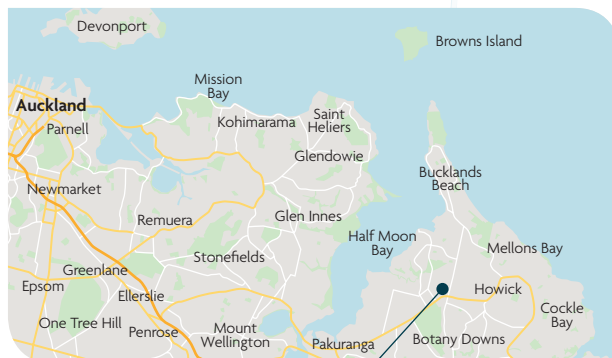 Devonport
Browns Island
Mission
Bay
Auckland
Kohimarama
Saint
Heliers
Parnell
Glendowie
Bucklands
Beach
Newmarket
Remuera
Glen Innes
Half Moon
Bay
Mellons Bay
Stonefields
Greenlane
Epsom
Ellerslie
Howick
Cockle
Bay
One Tree Hill
Penrose
Mount
Wellington
Pakuranga
Botany Downs